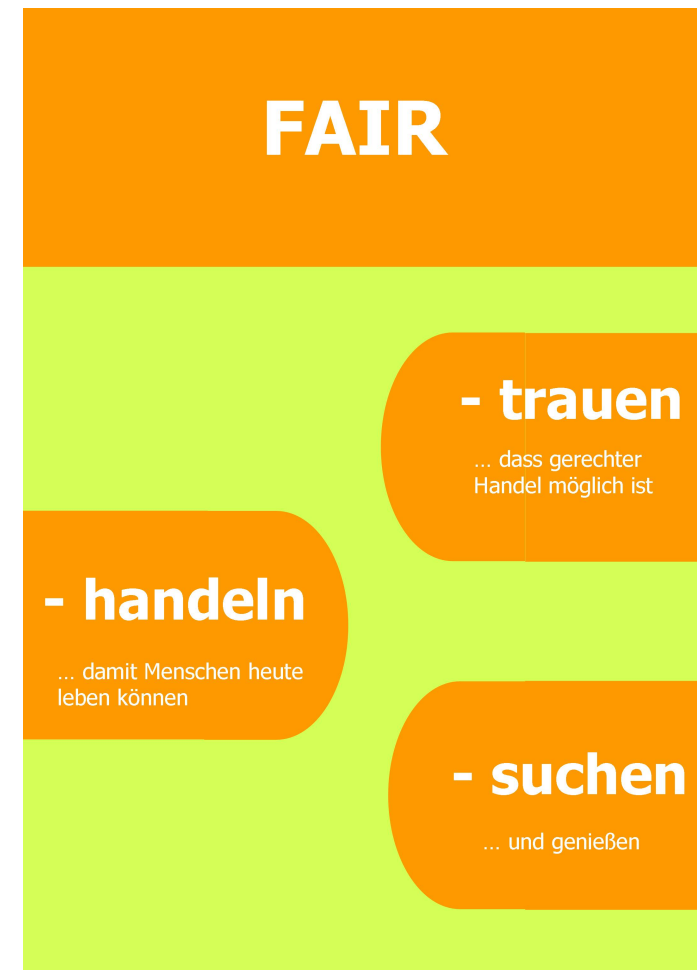 FAIR
- trauen
... dass gerechter
Handel möglich ist
- handeln
... damit Menschen heute
leben können
- suchen
... und genießen